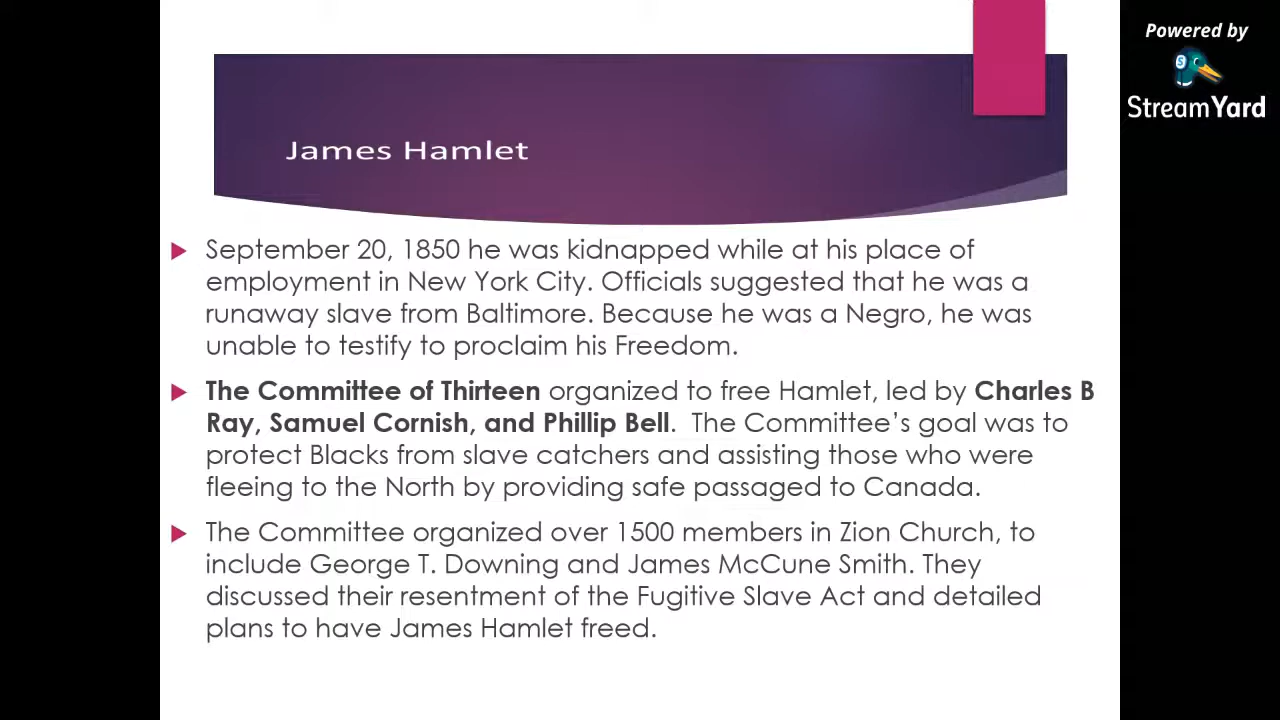 Powered by
StreamYard
James Hamlet
September 20, 1850 he was kidnapped while at his place of
employment in New York City. Officials suggested that he was a
runaway slave from Baltimore. Because he was a Negro, he was
unable to testify to proclaim his Freedom.
The Committee of Thirteen organized to free Hamlet, led by Charles B
Ray, Samuel Cornish, and Phillip Bell.  The Committee’s goal was to
protect Blacks from slave catchers and assisting those who were
fleeing to the North by providing safe passaged to Canada.
The Committee organized over 1500 members in Zion Church, to
include George T. Downing and James McCune Smith. They
discussed their resentment of the Fugitive Slave Act and detailed
plans to have James Hamlet freed.